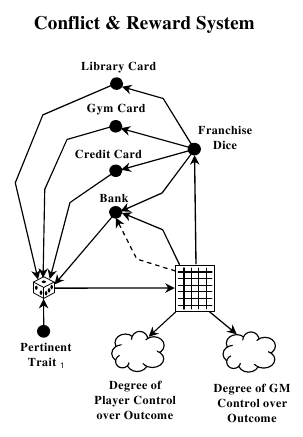 Conflict & Reward System
Library Card
Gym Card
Franchise
Dice
Credit Card
Bank
Pertinent
Trait 1
Degree of
Player Control
over Outcome
Degree of GM
Control over
Outcome